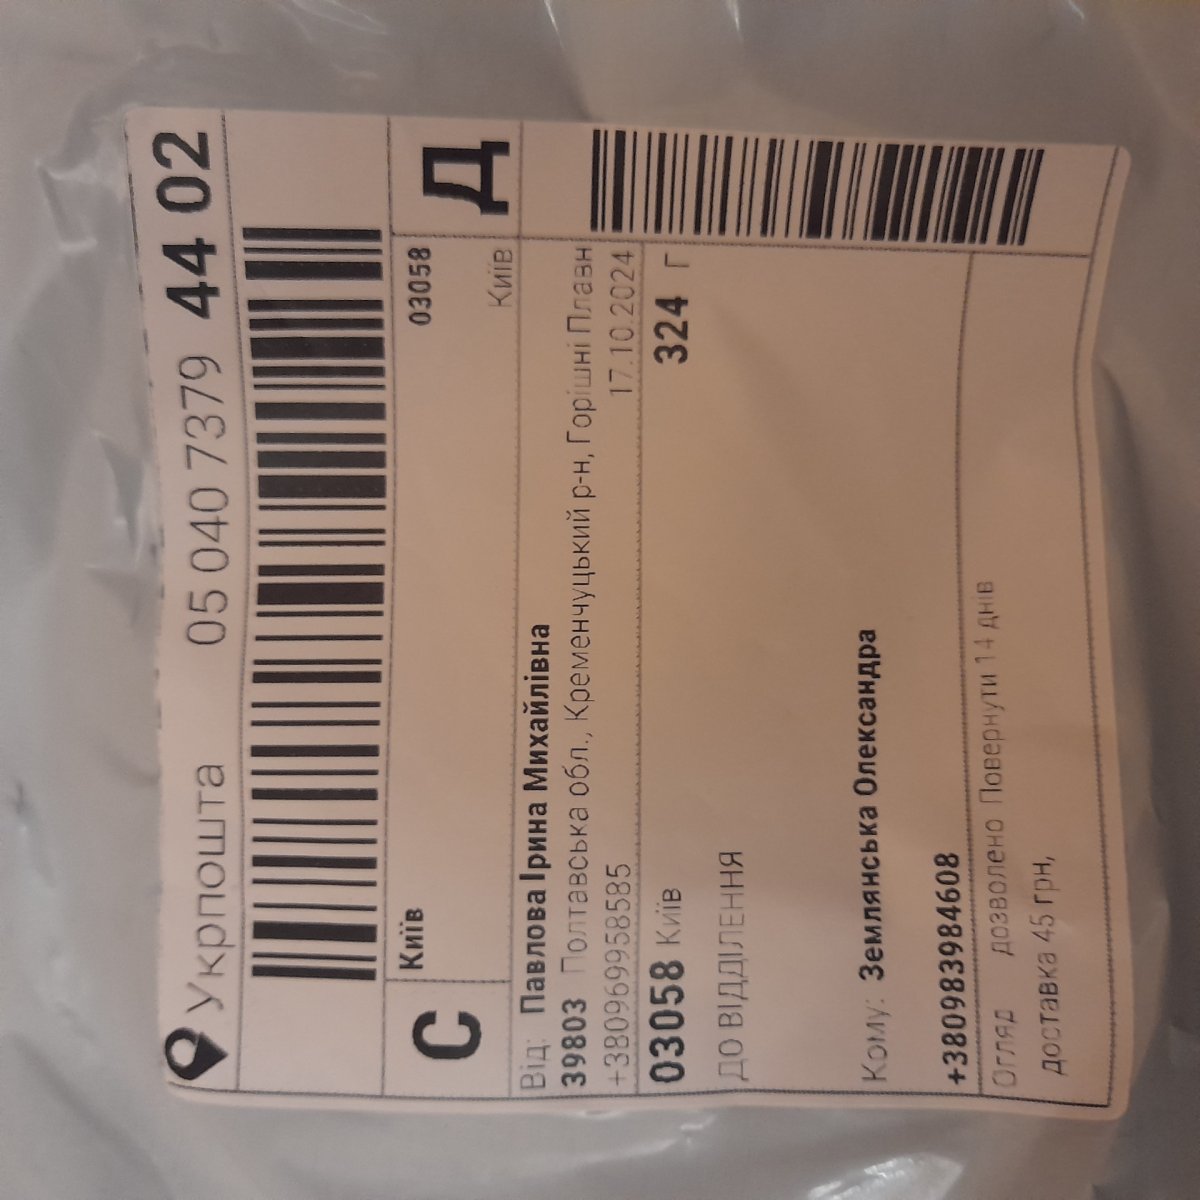 Укрпошта 05 040 7379 44 02
С Київ 03058 Д
Київ
Від: Павлова Ірина Михайлівна
39803 Полтавська обл., Кременчуцький р-н, Горішні Плавн
+380969958585 17.10.2024
03058 Київ 324 г
ДО ВІДДІЛЕННЯ
Кому: Землянська Олександра
+380983984608
Огляд дозволено Повернути 14 днів
доставка 45 грн,